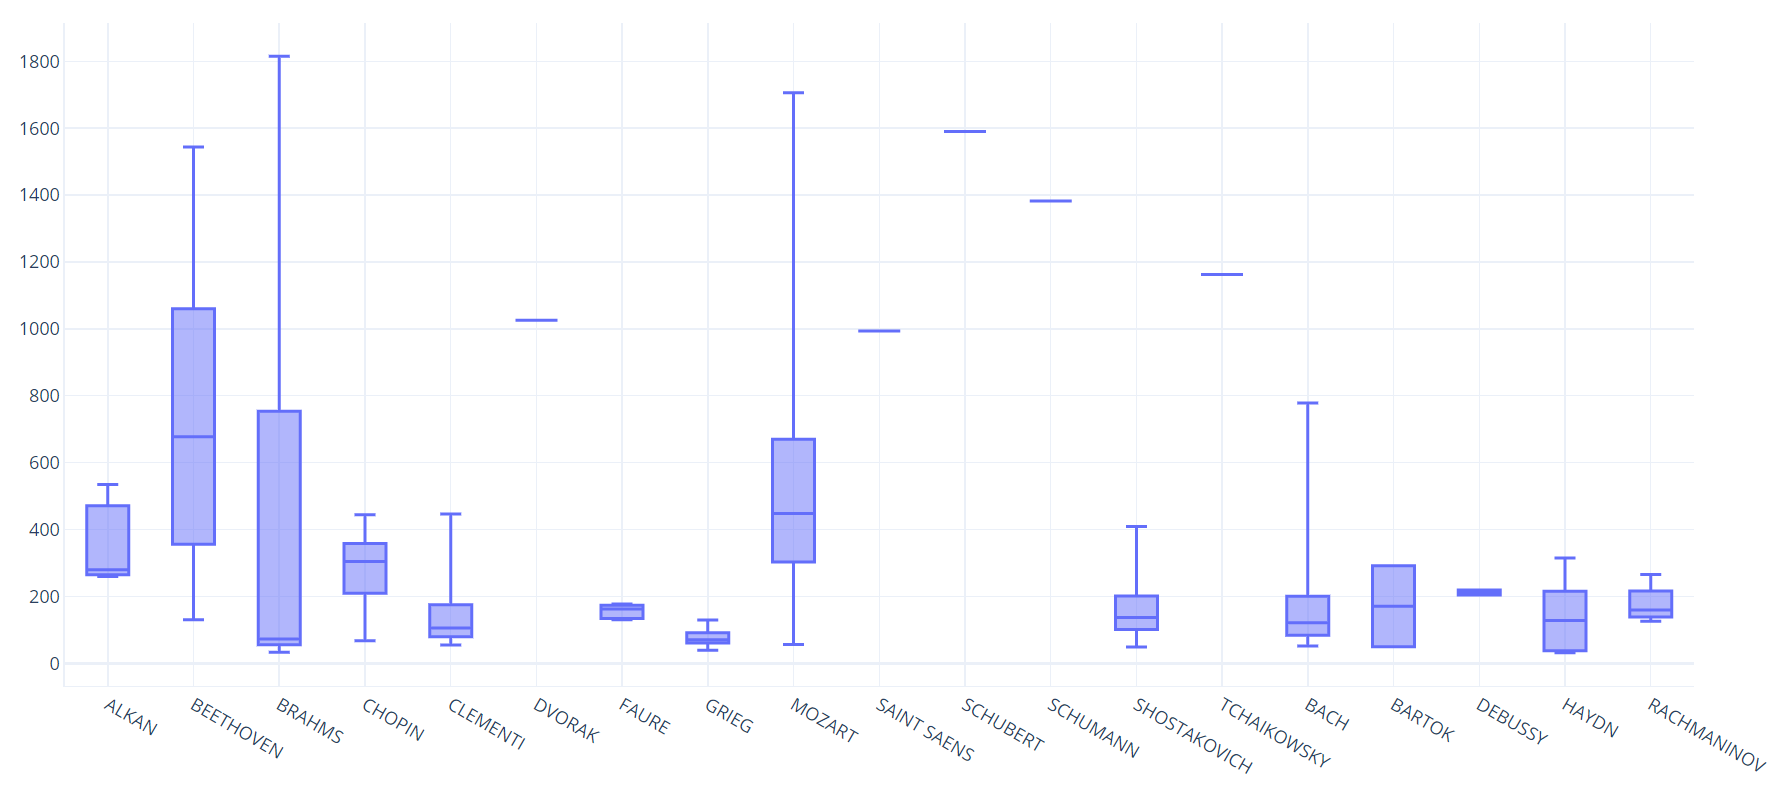 1800
1600
1400
1200
1000
800
600
400
200
0
ALKAN
BEETHOVEN
BRAHMS
CHOPIN
CLEMENTI
DVORAK
FAURE
GRIEG
MOZART
SAINT SAENS
SCHUBERT
SCHUMANN
SHOSTAKOVICH
TCHAIKOWSKY
BACH
BARTOK
DEBUSSY
HAYDN
RACHMANINOV